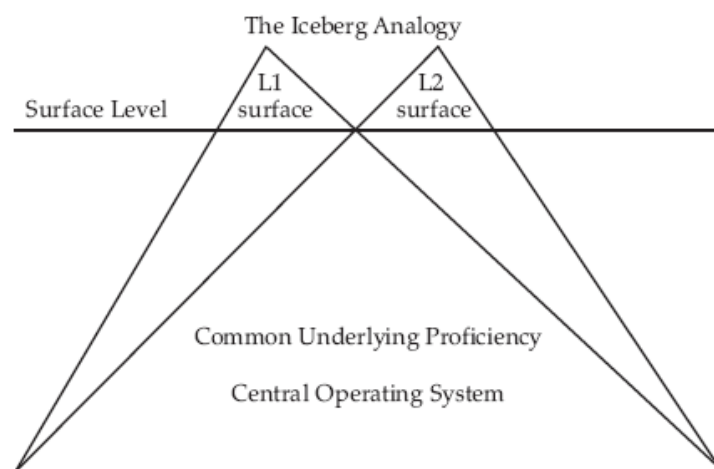 The Iceberg Analogy
L1
surface
L2
surface
Surface Level
Common Underlying Proficiency
Central Operating System